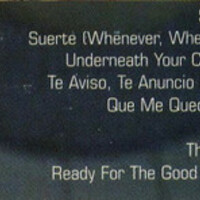 Suerte (Whenever, Whe
Underneath Your C
Te Aviso, Te Anuncio
Que Me Qued
Th
Ready For The Good